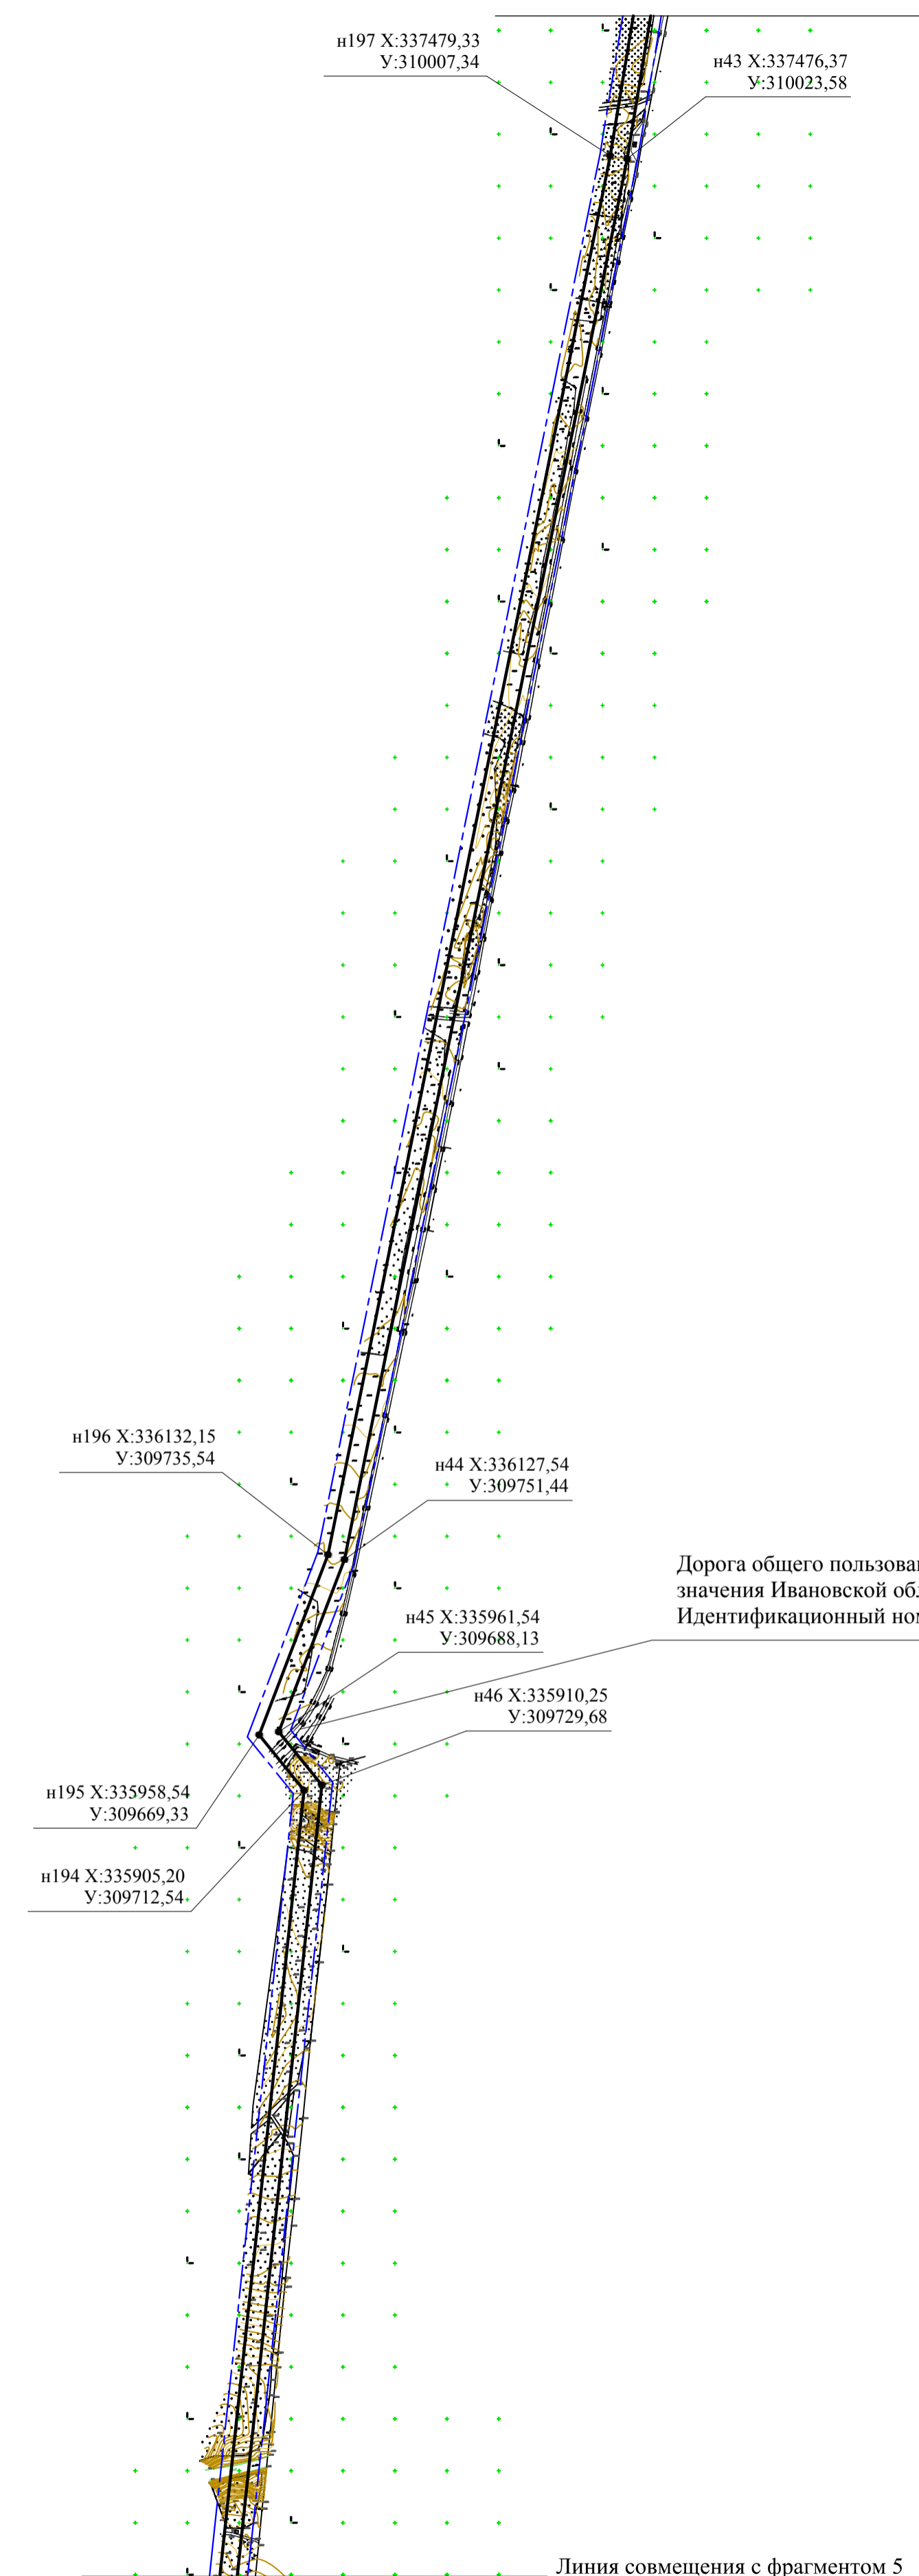 н197 X:337479,33
У:310007,34
н43 X:337476,37
У:310023,58
н196 X:336132,15
У:309735,54
н44 X:336127,54
У:309751,44
Дорога общего пользова
значения Ивановской об
Идентификационный но
н45 X:335961,54
У:309688,13
н46 X:335910,25
У:309729,68
н195 X:335958,54
У:309669,33
н194 X:335905,20
У:309712,54
Линия совмещения с фрагментом 5